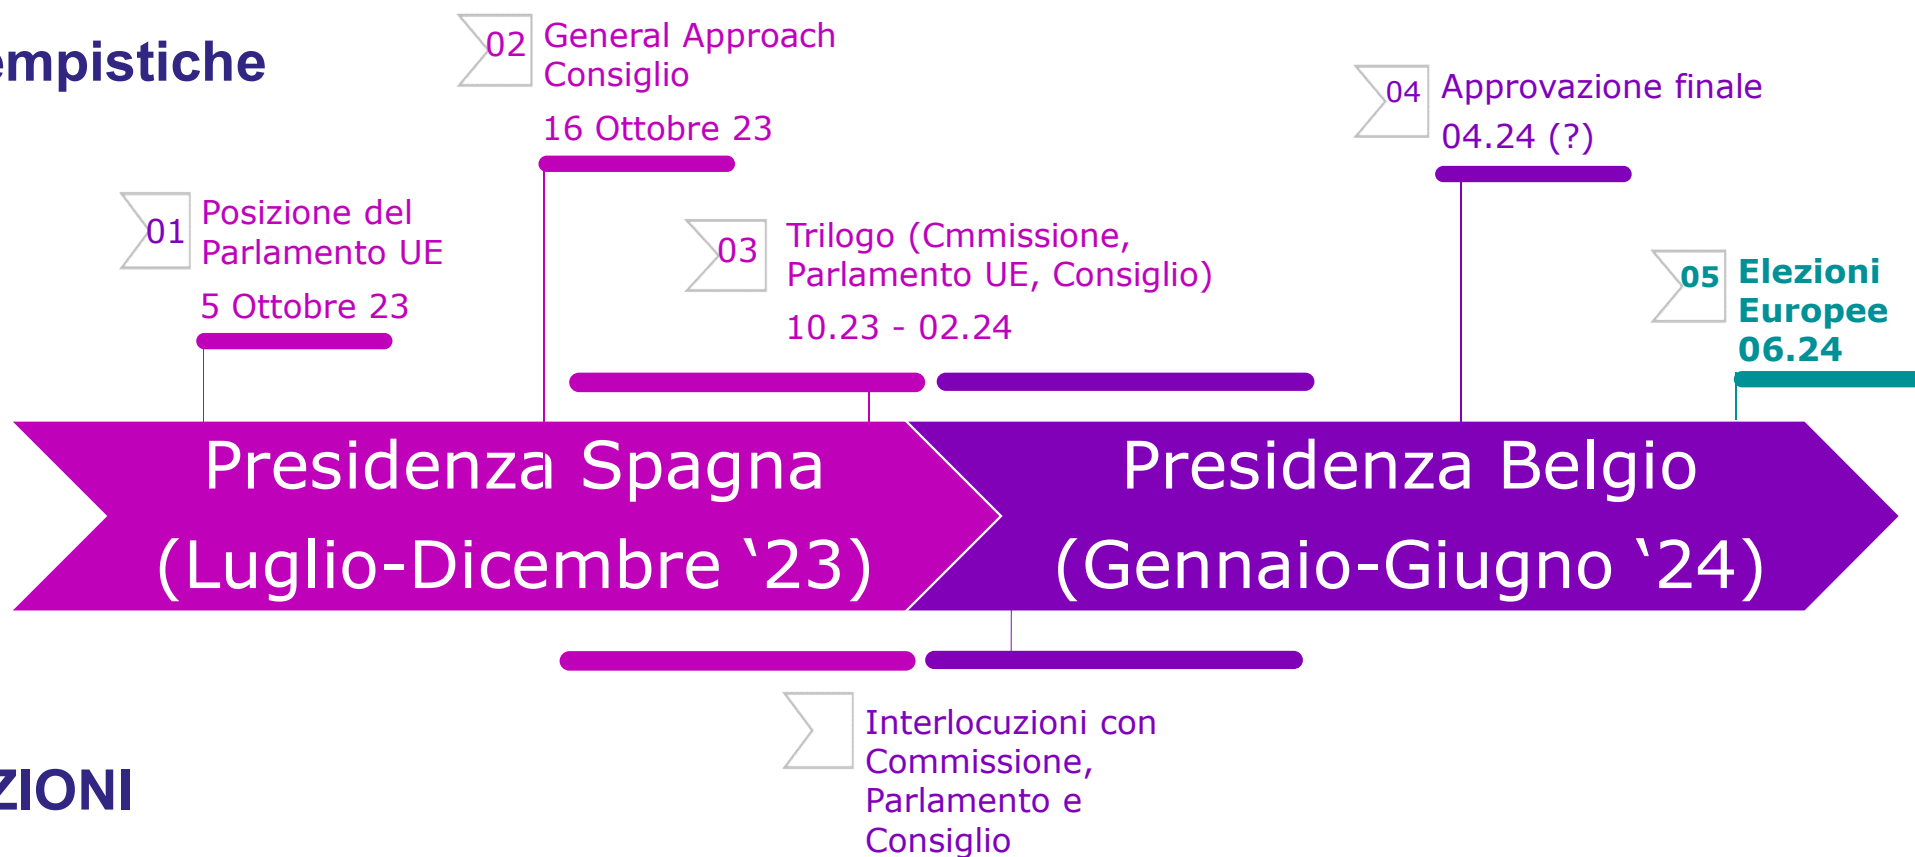 empistiche
01
Posizione del
Parlamento UE
5 Ottobre 23
02
General Approach
Consiglio
16 Ottobre 23
03
Trilogo (Cmmissione,
Parlamento UE, Consiglio)
10.23 - 02.24
04
Approvazione finale
04.24 (?)
05
Elezioni
Europee
06.24
Presidenza Spagna
(Luglio-Dicembre ‘23)
Presidenza Belgio
(Gennaio-Giugno ‘24)
ZIONI
Interlocuzioni con
Commissione,
Parlamento e
Consiglio